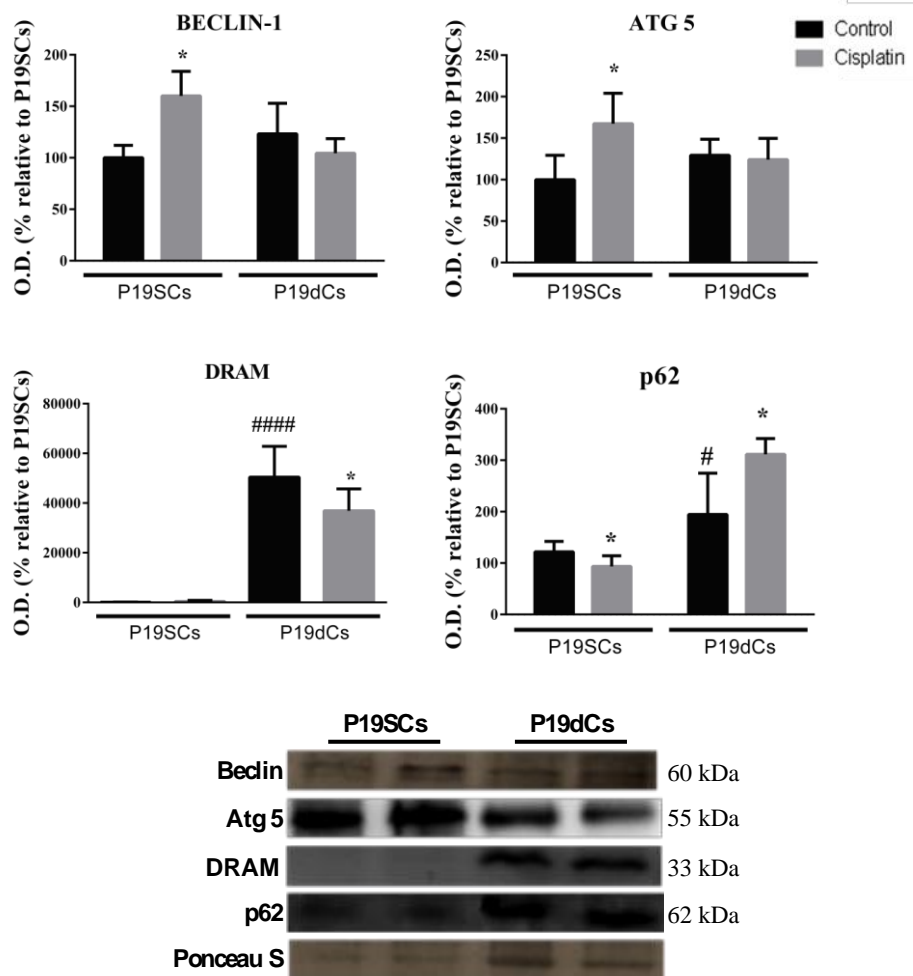 BECLIN-1
O.D. (% relative to P19SCs)
200
150
100
50
0
*
P19SCs
P19dCs
ATG 5
O.D. (% relative to P19SCs)
250
200
150
100
50
0
*
P19SCs
P19dCs
Control
Cisplatin
DRAM
O.D. (% relative to P19SCs)
80000
60000
40000
20000
0
####
*
P19SCs
P19dCs
p62
O.D. (% relative to P19SCs)
400
300
200
100
0
*
#
*
P19SCs
P19dCs
P19SCs P19dCs
Beclin 60 kDa
Atg 5 55 kDa
DRAM 33 kDa
p62 62 kDa
Ponceau S